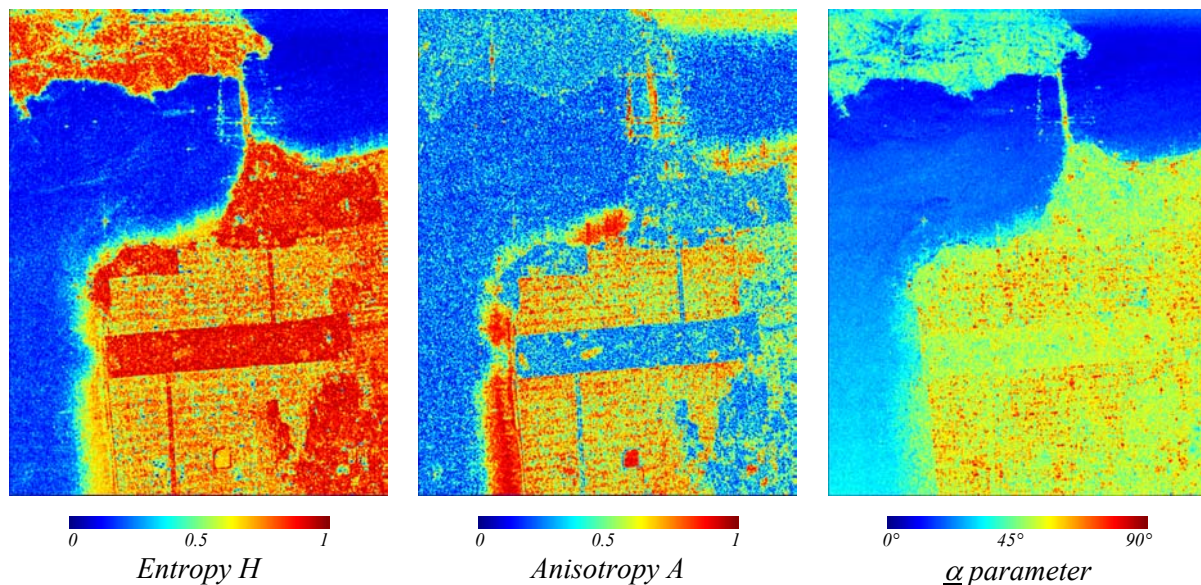 0 0.5 1
0 0.5 1
0° 45° 90°
Entropy H
Anisotropy A
α parameter